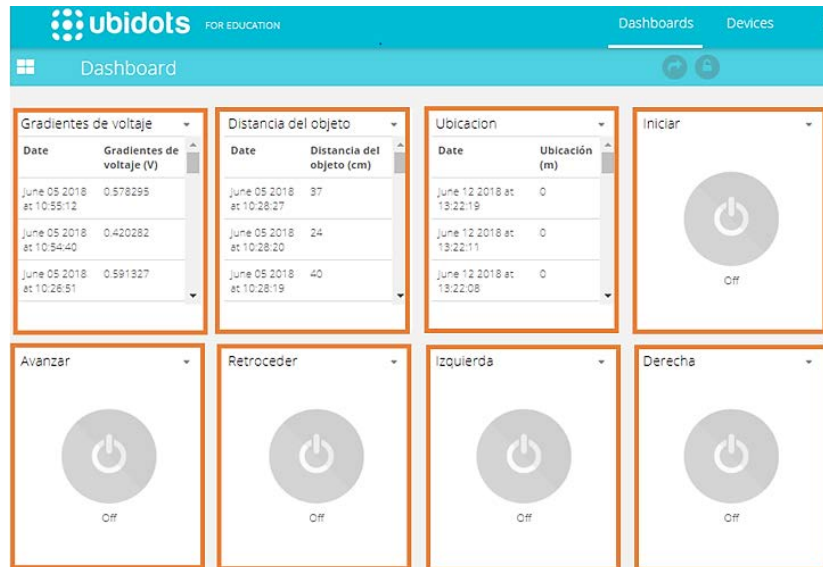 ubidots FOR EDUCATION
Dashboards Devices
Dashboard
Gradientes de voltaje
Date Gradientes de voltaje (V)
June 05 2018 at 10:55:12 0.578295
June 05 2018 at 10:54:40 0.420282
June 05 2018 at 10:26:51 0.591327
Distancia del objeto
Date Distancia del objeto (cm)
June 05 2018 at 10:28:27 37
June 05 2018 at 10:28:20 24
June 05 2018 at 10:28:19 40
Ubicacion
Date Ubicación (m)
June 12 2018 at 13:22:19 0
June 12 2018 at 13:22:11 0
June 12 2018 at 13:22:08 0
Iniciar
Off
Avanzar
Off
Retroceder
Off
Izquierda
Off
Derecha
Off